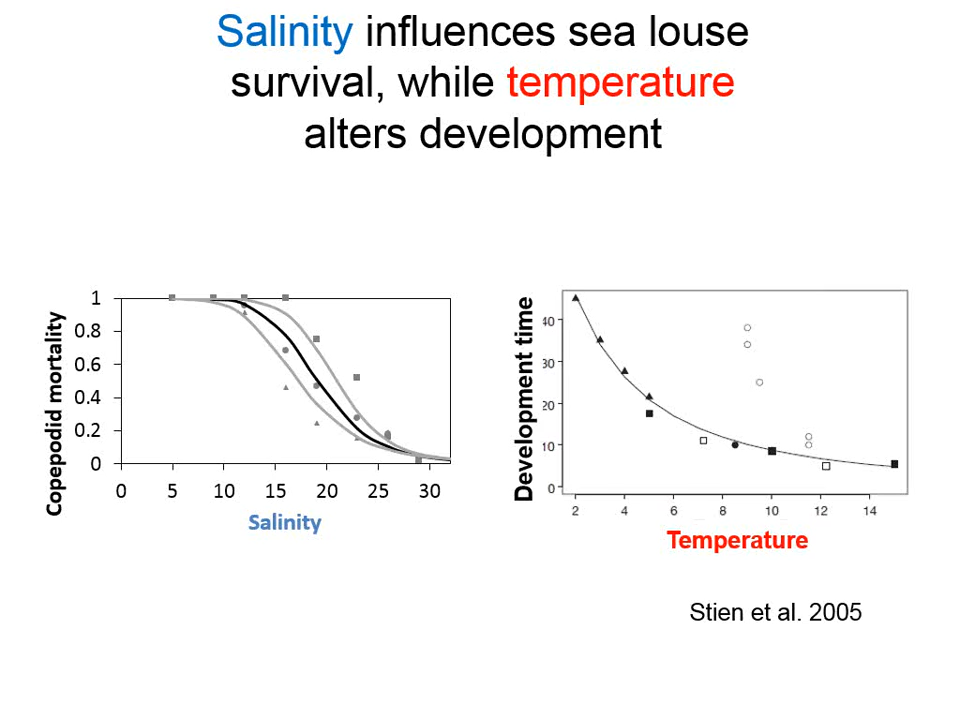 Salinity influences sea louse
survival, while temperature
alters development
Copepodid mortality
1
0.8
0.6
0.4
0.2
0
0 5 10 15 20 25 30
Salinity
Development time
40
30
20
10
0
2 4 6 8 10 12 14
Temperature
Stien et al. 2005